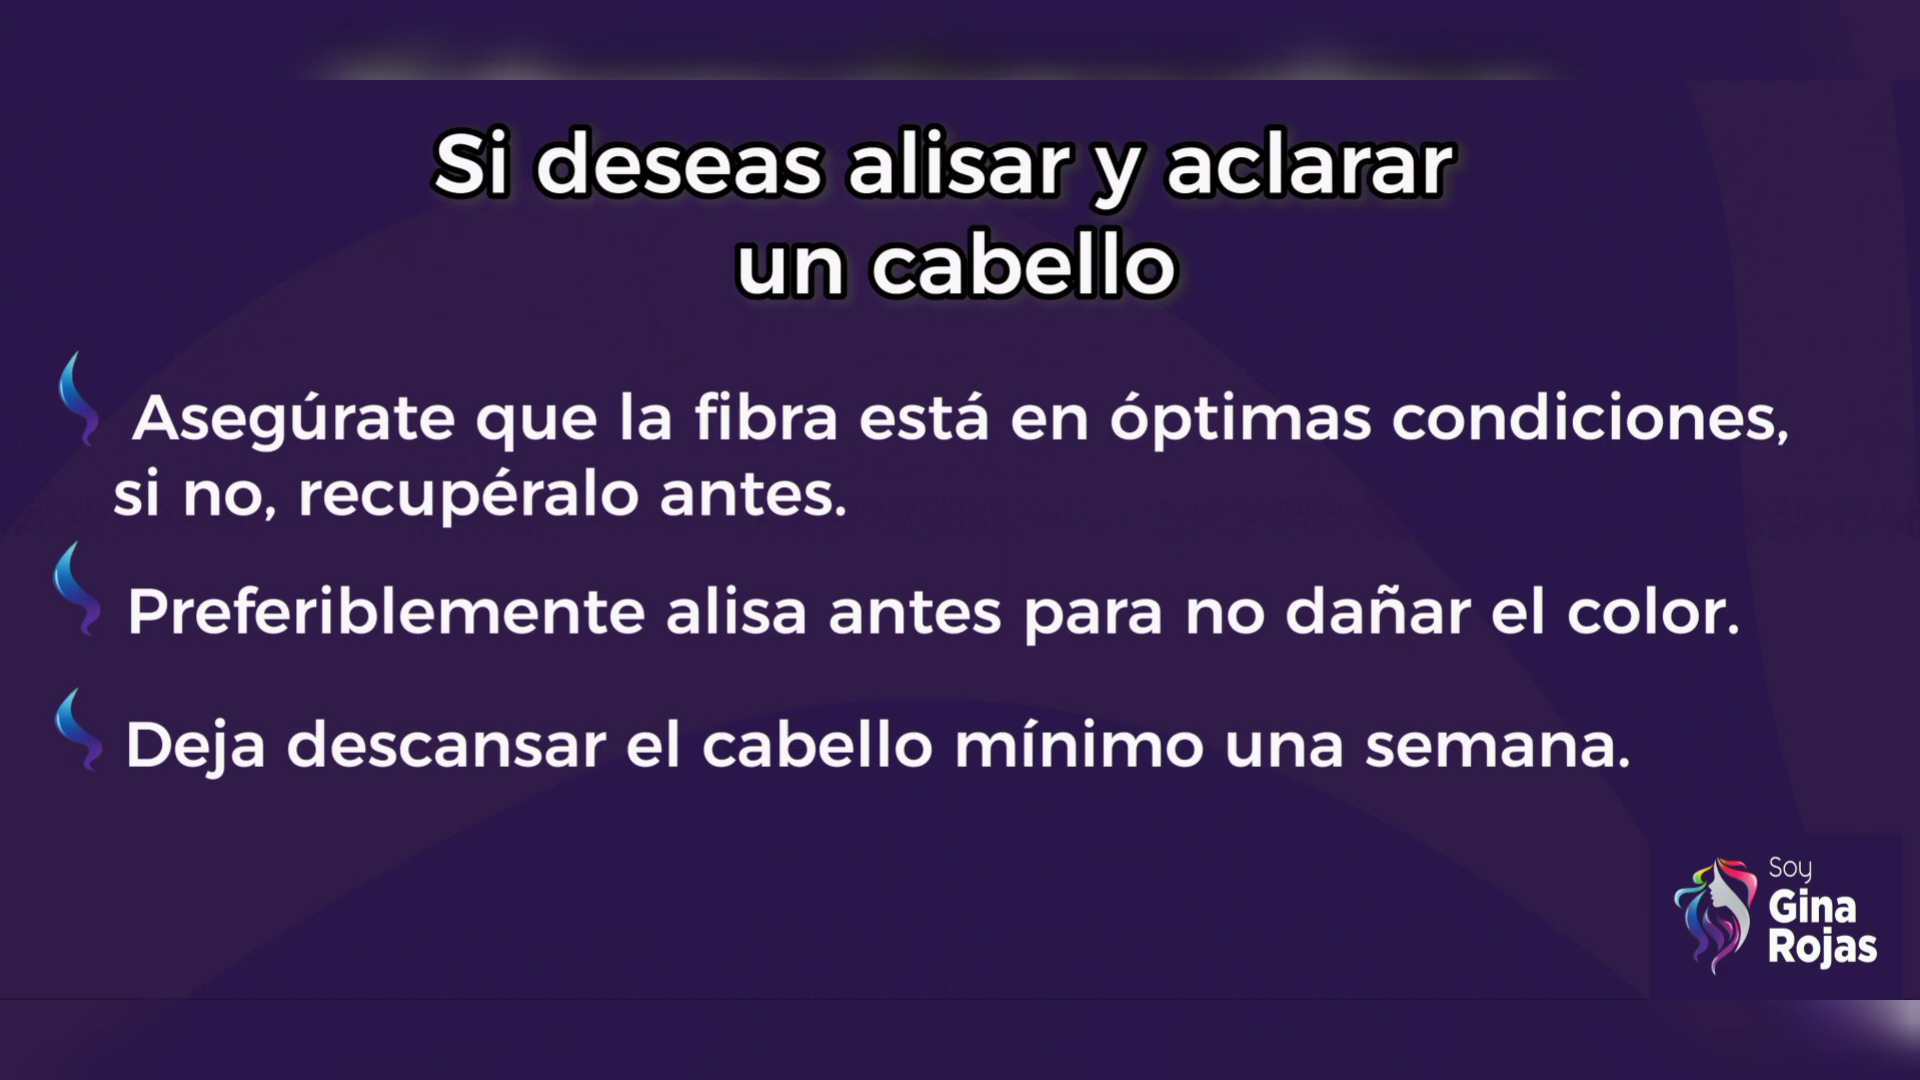 Si deseas alisar y aclarar
un cabello
Asegúrate que la fibra está en óptimas condiciones,
si no, recupéralo antes.
Preferiblemente alisa antes para no dañar el color.
Deja descansar el cabello mínimo una semana.
Soy
Gina
Rojas